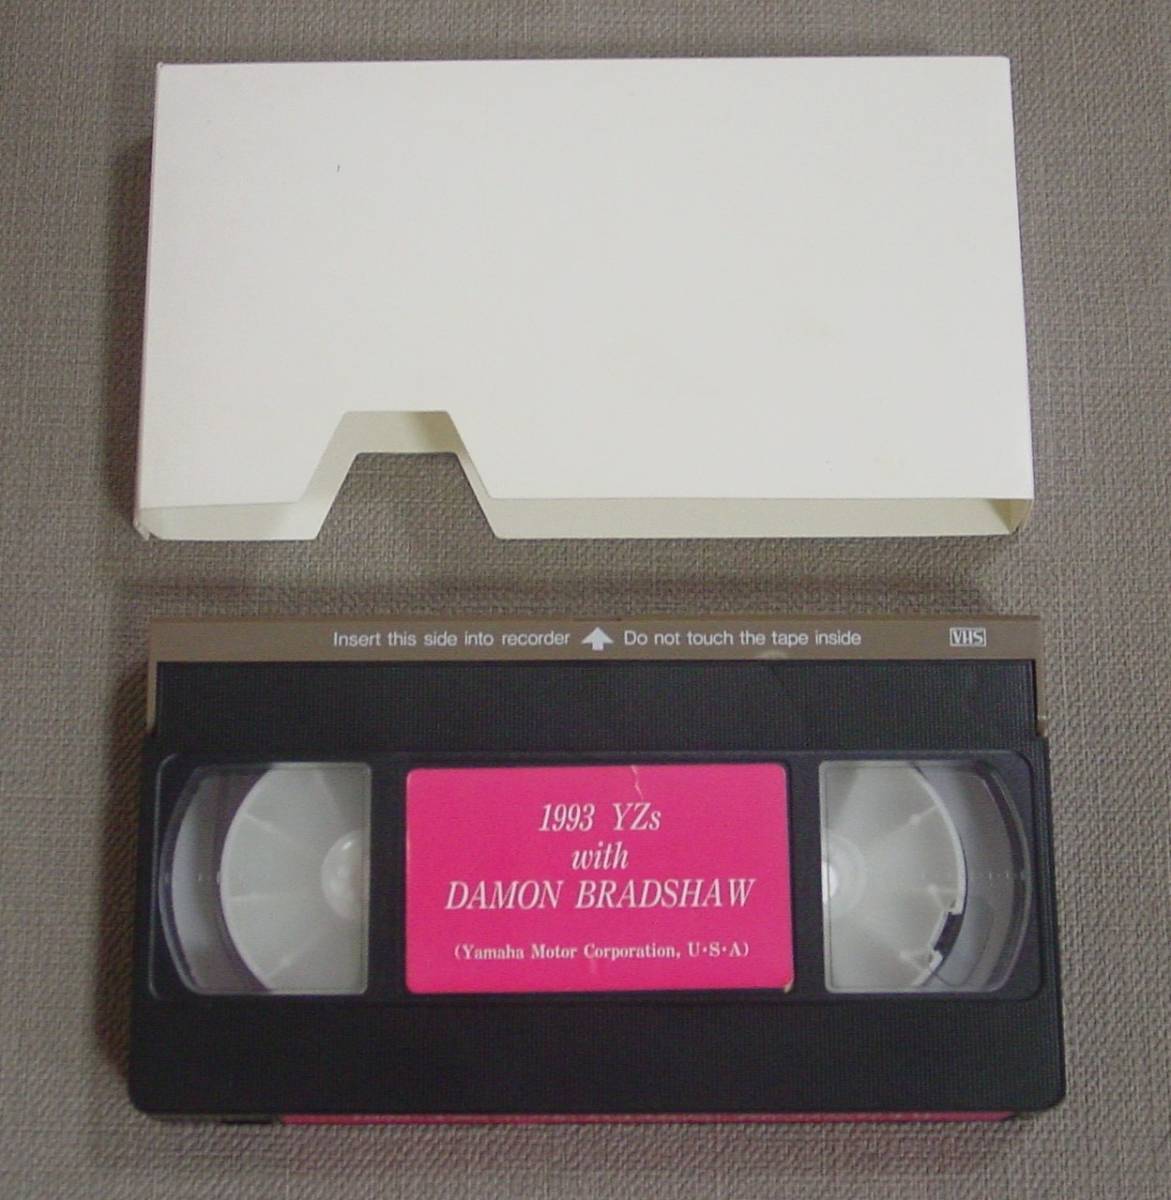 Insert this side into recorder Do not touch the tape inside VHS
1993 YZs
with
DAMON BRADSHAW
(Yamaha Motor Corporation, U·S·A)